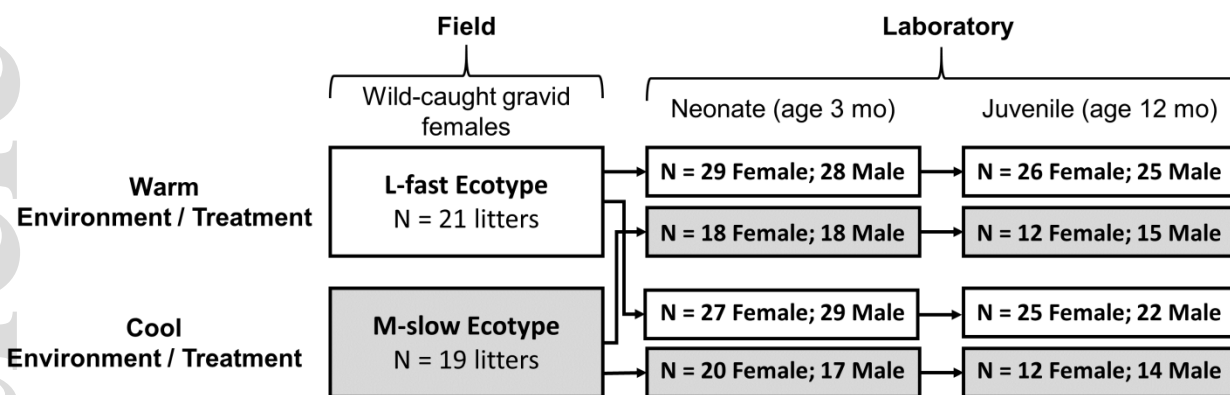 Field
Laboratory
Wild-caught gravid
females
Neonate (age 3 mo)
Juvenile (age 12 mo)
Warm
Environment / Treatment
L-fast Ecotype
N = 21 litters
N = 29 Female; 28 Male
N = 26 Female; 25 Male
N = 18 Female; 18 Male
N = 12 Female; 15 Male
Cool
Environment / Treatment
M-slow Ecotype
N = 19 litters
N = 27 Female; 29 Male
N = 25 Female; 22 Male
N = 20 Female; 17 Male
N = 12 Female; 14 Male